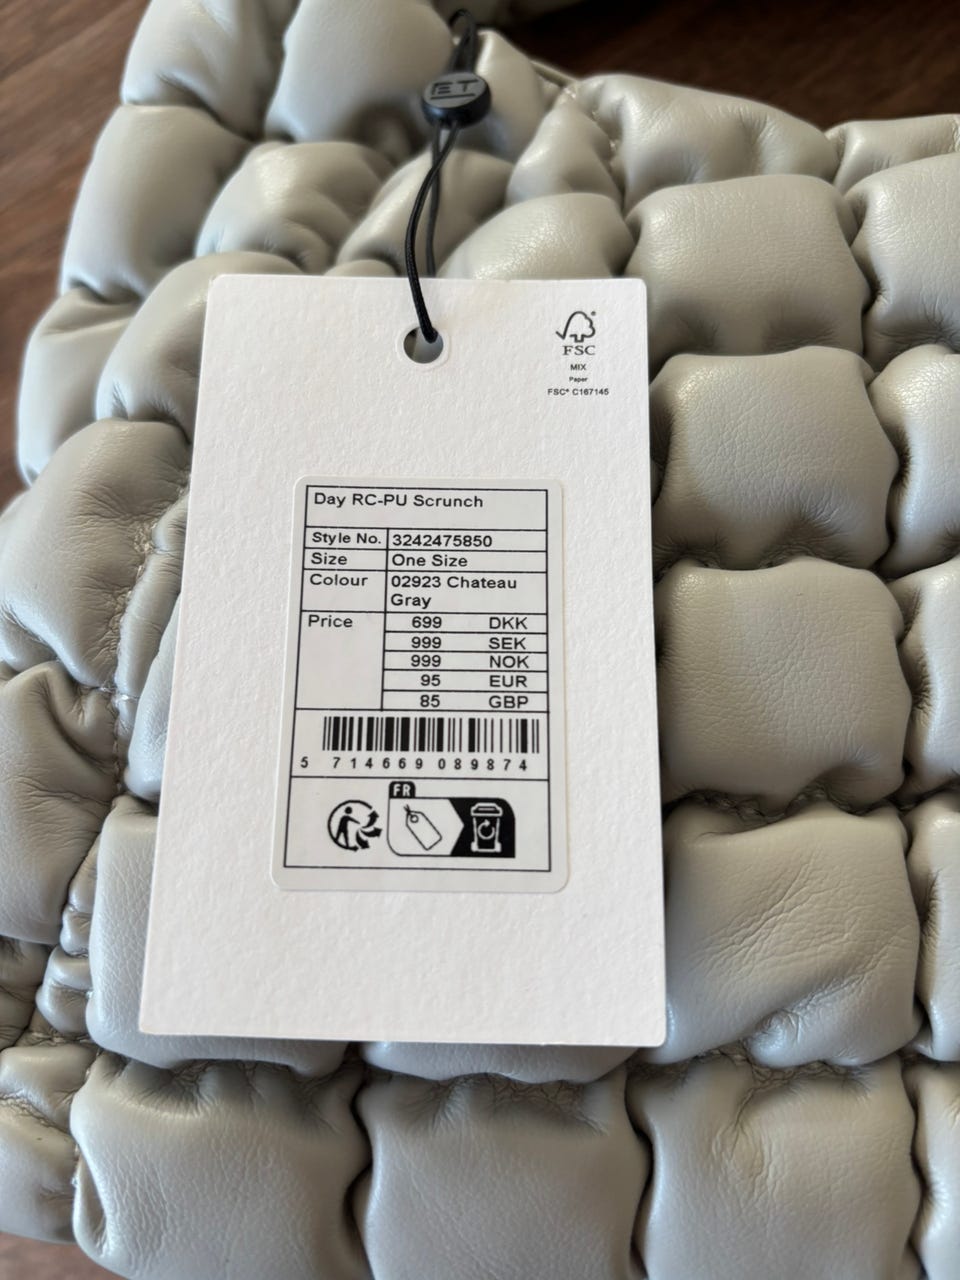 ET
FSC
MIX
Paper
FSC® C167145
Day RC-PU Scrunch
Style No. 3242475850
Size One Size
Colour 02923 Chateau
Gray
Price 699 DKK
999 SEK
999 NOK
95 EUR
85 GBP
5 714669 089874
FR